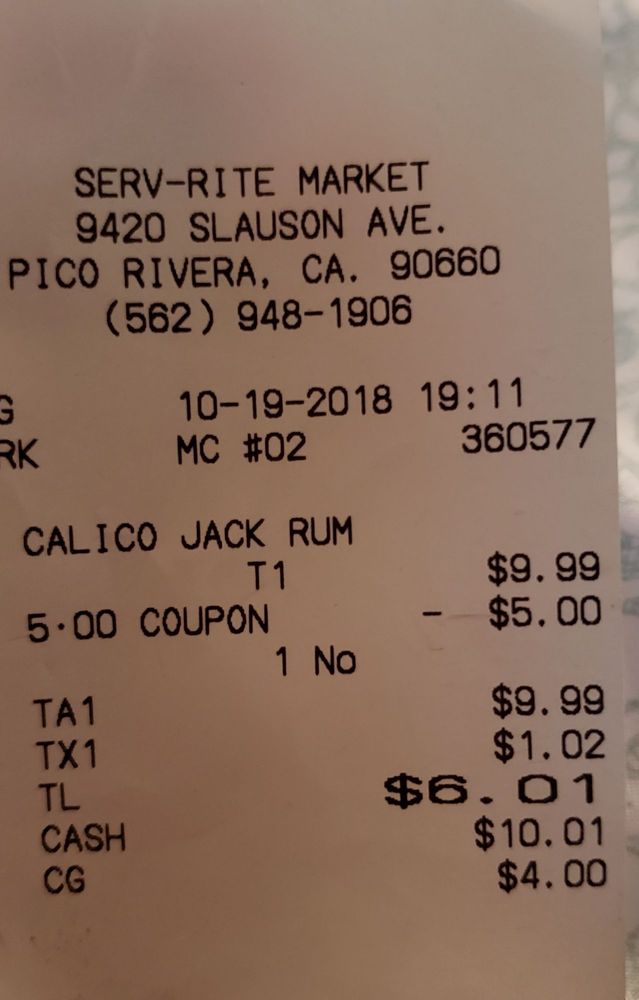 SERV-RITE MARKET
9420 SLAUSON AVE.
PICO RIVERA, CA. 90660
(562) 948-1906
G 10-19-2018 19:11
RK MC #02 360577
CALICO JACK RUM
T1 $9.99
5.00 COUPON - $5.00
1 No
TA1 $9.99
TX1 $1.02
TL $6.01
CASH $10.01
CG $4.00